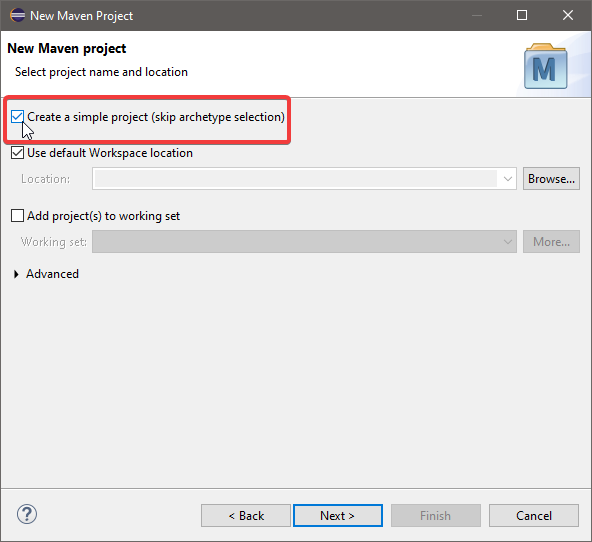 New Maven Project
New Maven project
Select project name and location
M
Create a simple project (skip archetype selection)
Use default Workspace location
Location:
Browse...
Add project(s) to working set
Working set:
More...
Advanced
?
< Back
Next >
Finish
Cancel